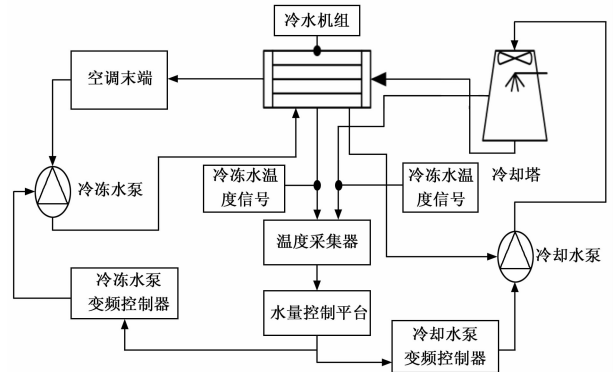 冷水机组
空调末端
冷却塔
冷冻水温
度信号
冷冻水温
度信号
冷冻水泵
温度采集器
冷却水泵
冷冻水泵
变频控制器
水量控制平台
冷却水泵
变频控制器